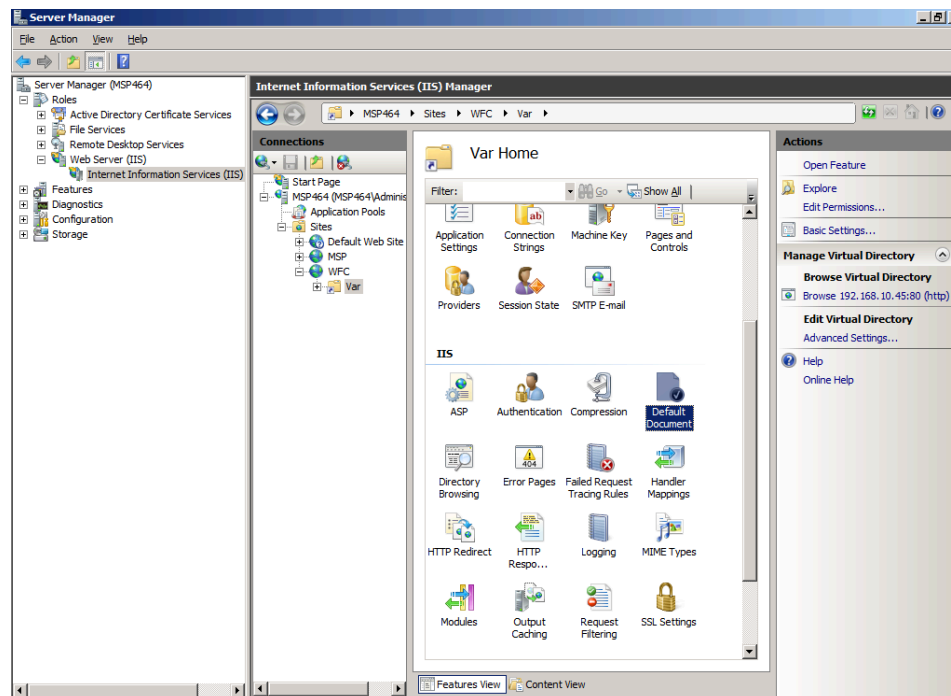 Server Manager
File Action View Help
Server Manager (MSP464)
Roles
Active Directory Certificate Services
File Services
Remote Desktop Services
Web Server (IIS)
Internet Information Services (IIS)
Features
Diagnostics
Configuration
Storage
Internet Information Services (IIS) Manager
MSP464 Sites WFC Var
Connections
Start Page
MSP464 (MSP464\Adminis
Application Pools
Sites
Default Web Site
MSP
WFC
Var
Var Home
Filter: Go Show All
Application Settings
Connection Strings
Machine Key
Pages and Controls
Providers
Session State
SMTP E-mail
ab
IIS
ASP
Authentication
Compression
Default Document
Directory Browsing
404
Error Pages
Failed Request Tracing Rules
Handler Mappings
HTTP Redirect
HTTP Respo...
Logging
MIME Types
Modules
Output Caching
Request Filtering
SSL Settings
Features View Content View
Actions
Open Feature
Explore
Edit Permissions...
Basic Settings...
Manage Virtual Directory
Browse Virtual Directory
Browse 192.168.10.45:80 (http)
Edit Virtual Directory
Advanced Settings...
Help
Online Help